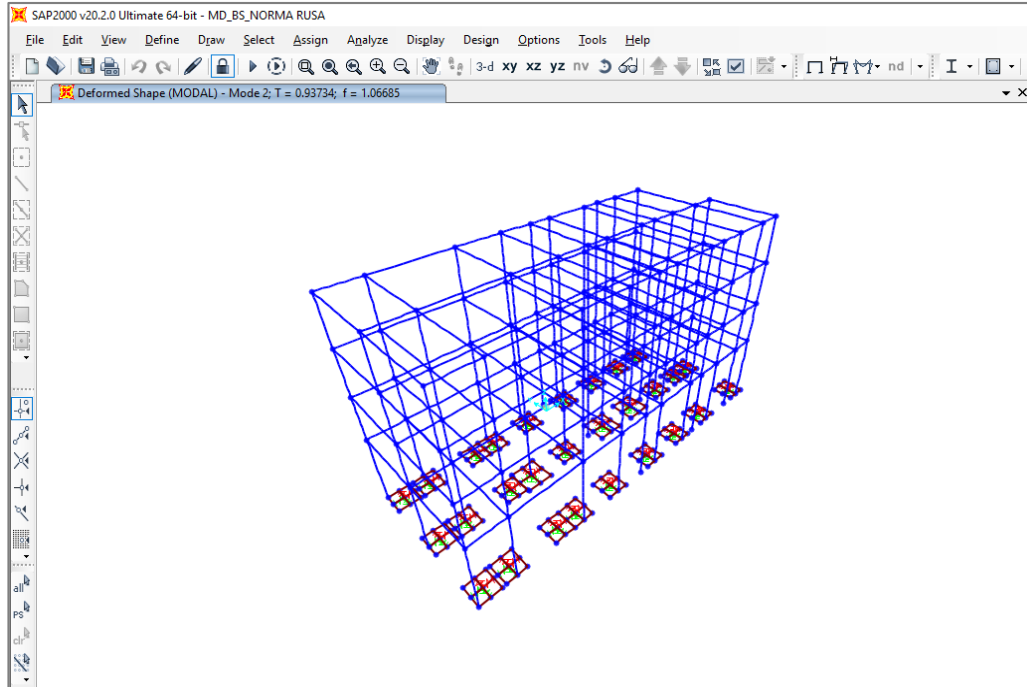 SAP2000 v20.2.0 Ultimate 64-bit - MD_BS_NORMA RUSA
File Edit View Define Draw Select Assign Analyze Display Design Options Tools Help
3-d xy xz yz nv nd
Deformed Shape (MODAL) - Mode 2; T = 0.93734; f = 1.06685
all
PS
clr